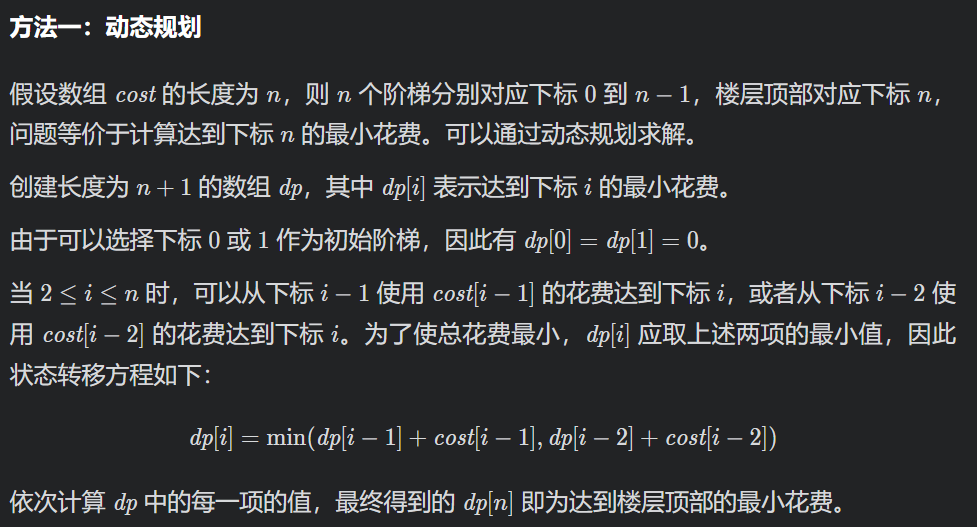 方法一：动态规划
假设数组 cost 的长度为 n，则 n 个阶梯分别对应下标 0 到 n − 1，楼层顶部对应下标 n，
问题等价于计算达到下标 n 的最小花费。可以通过动态规划求解。
创建长度为 n + 1 的数组 dp，其中 dp[i] 表示达到下标 i 的最小花费。
由于可以选择下标 0 或 1 作为初始阶梯，因此有 dp[0] = dp[1] = 0。
当 2 ≤ i ≤ n 时，可以从下标 i − 1 使用 cost[i − 1] 的花费达到下标 i，或者从下标 i − 2 使
用 cost[i − 2] 的花费达到下标 i。为了使总花费最小，dp[i] 应取上述两项的最小值，因此
状态转移方程如下：
dp[i] = min(dp[i − 1] + cost[i − 1], dp[i − 2] + cost[i − 2])
依次计算 dp 中的每一项的值，最终得到的 dp[n] 即为达到楼层顶部的最小花费。